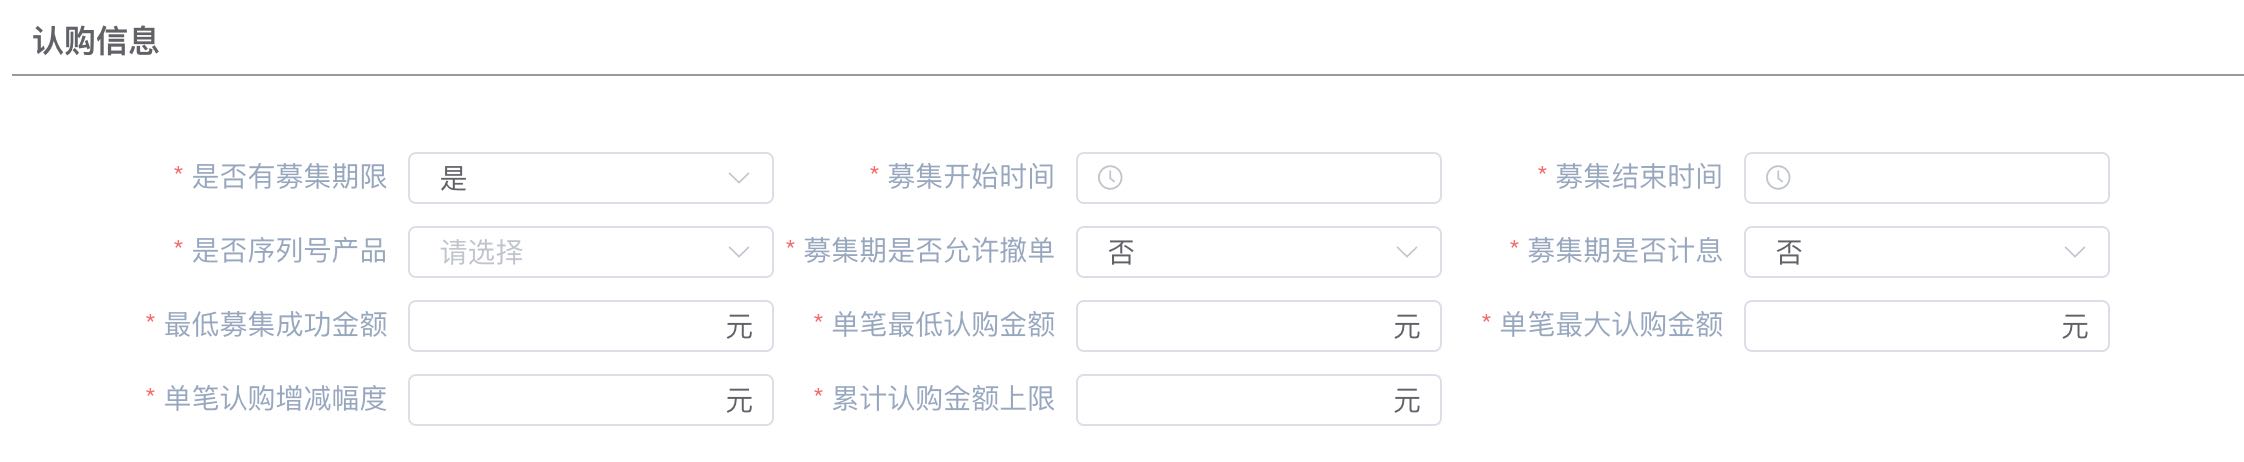 认购信息
* 是否有募集期限 是 * 募集开始时间 * 募集结束时间
* 是否序列号产品 请选择 * 募集期是否允许撤单 否 * 募集期是否计息 否
* 最低募集成功金额 元 * 单笔最低认购金额 元 * 单笔最大认购金额 元
* 单笔认购增减幅度 元 * 累计认购金额上限 元